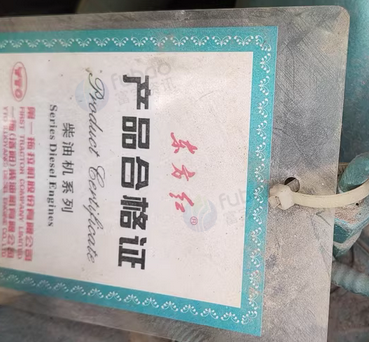 东方红®
产品合格证
Product Certificate
柴油机系列
Series Diesel Engines
YTO
第一拖拉机股份有限公司
FIRST TRACTOR COMPANY LIMITED